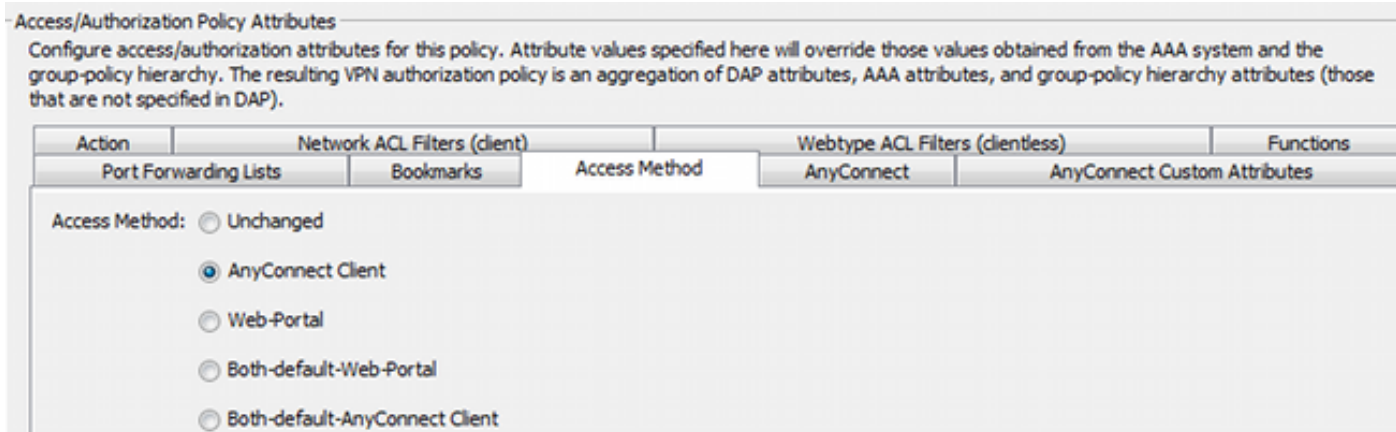 Access/Authorization Policy Attributes
Configure access/authorization attributes for this policy. Attribute values specified here will override those values obtained from the AAA system and the
group-policy hierarchy. The resulting VPN authorization policy is an aggregation of DAP attributes, AAA attributes, and group-policy hierarchy attributes (those
that are not specified in DAP).
Action Network ACL Filters (client) Webtype ACL Filters (clientless) Functions
Port Forwarding Lists Bookmarks Access Method AnyConnect AnyConnect Custom Attributes
Access Method: Unchanged
AnyConnect Client
Web-Portal
Both-default-Web-Portal
Both-default-AnyConnect Client